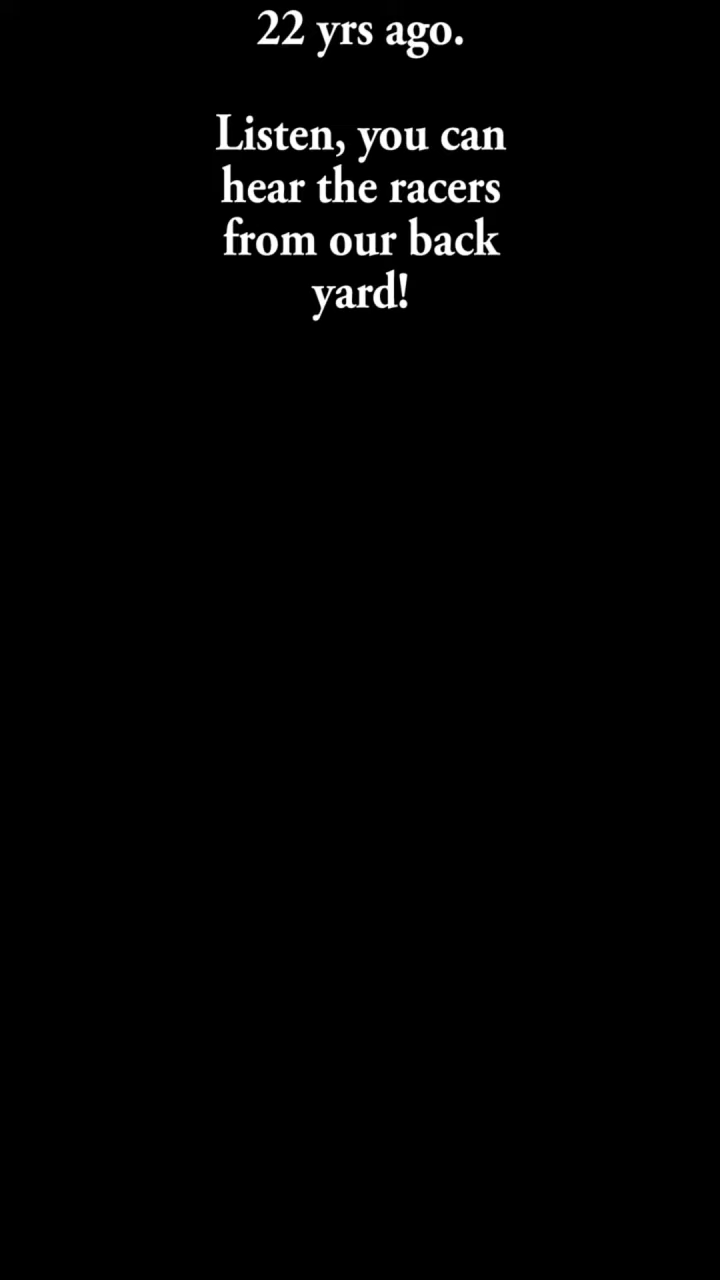 22 yrs ago.
Listen, you can
hear the racers
from our back
yard!